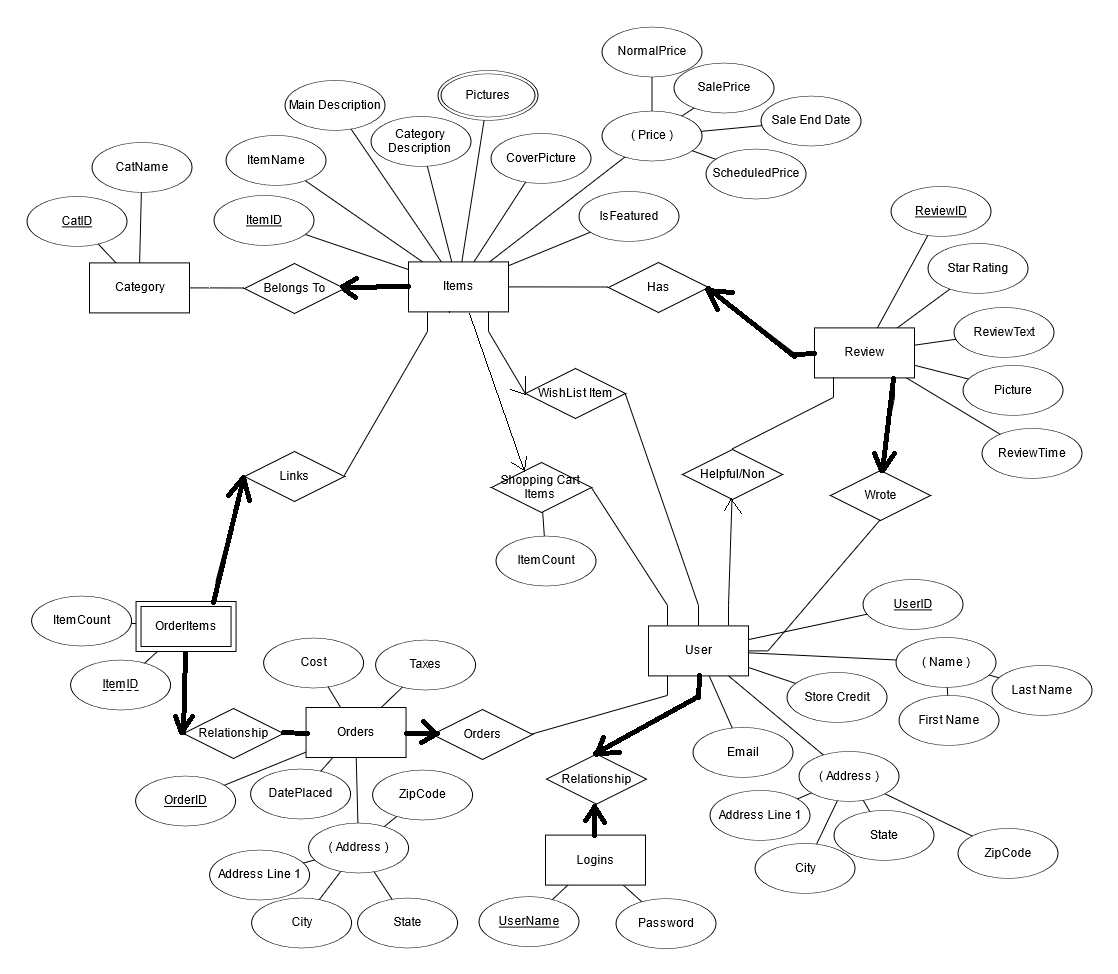 NormalPrice
SalePrice
Pictures
Main Description
Sale End Date
( Price )
Category
Description
ItemName
CoverPicture
CatName
ScheduledPrice
ReviewID
IsFeatured
ItemID
CatID
Star Rating
Category
Belongs To
Items
Has
ReviewText
Review
Picture
WishList Item
ReviewTime
Links
Helpful/Non
Shopping Cart
Items
Wrote
ItemCount
UserID
ItemCount
OrderItems
User
( Name )
Cost
Taxes
ItemID
Store Credit
Last Name
First Name
Relationship
Orders
Orders
Email
Relationship
( Address )
OrderID
DatePlaced
ZipCode
Address Line 1
State
( Address )
ZipCode
Logins
City
Address Line 1
City
State
UserName
Password